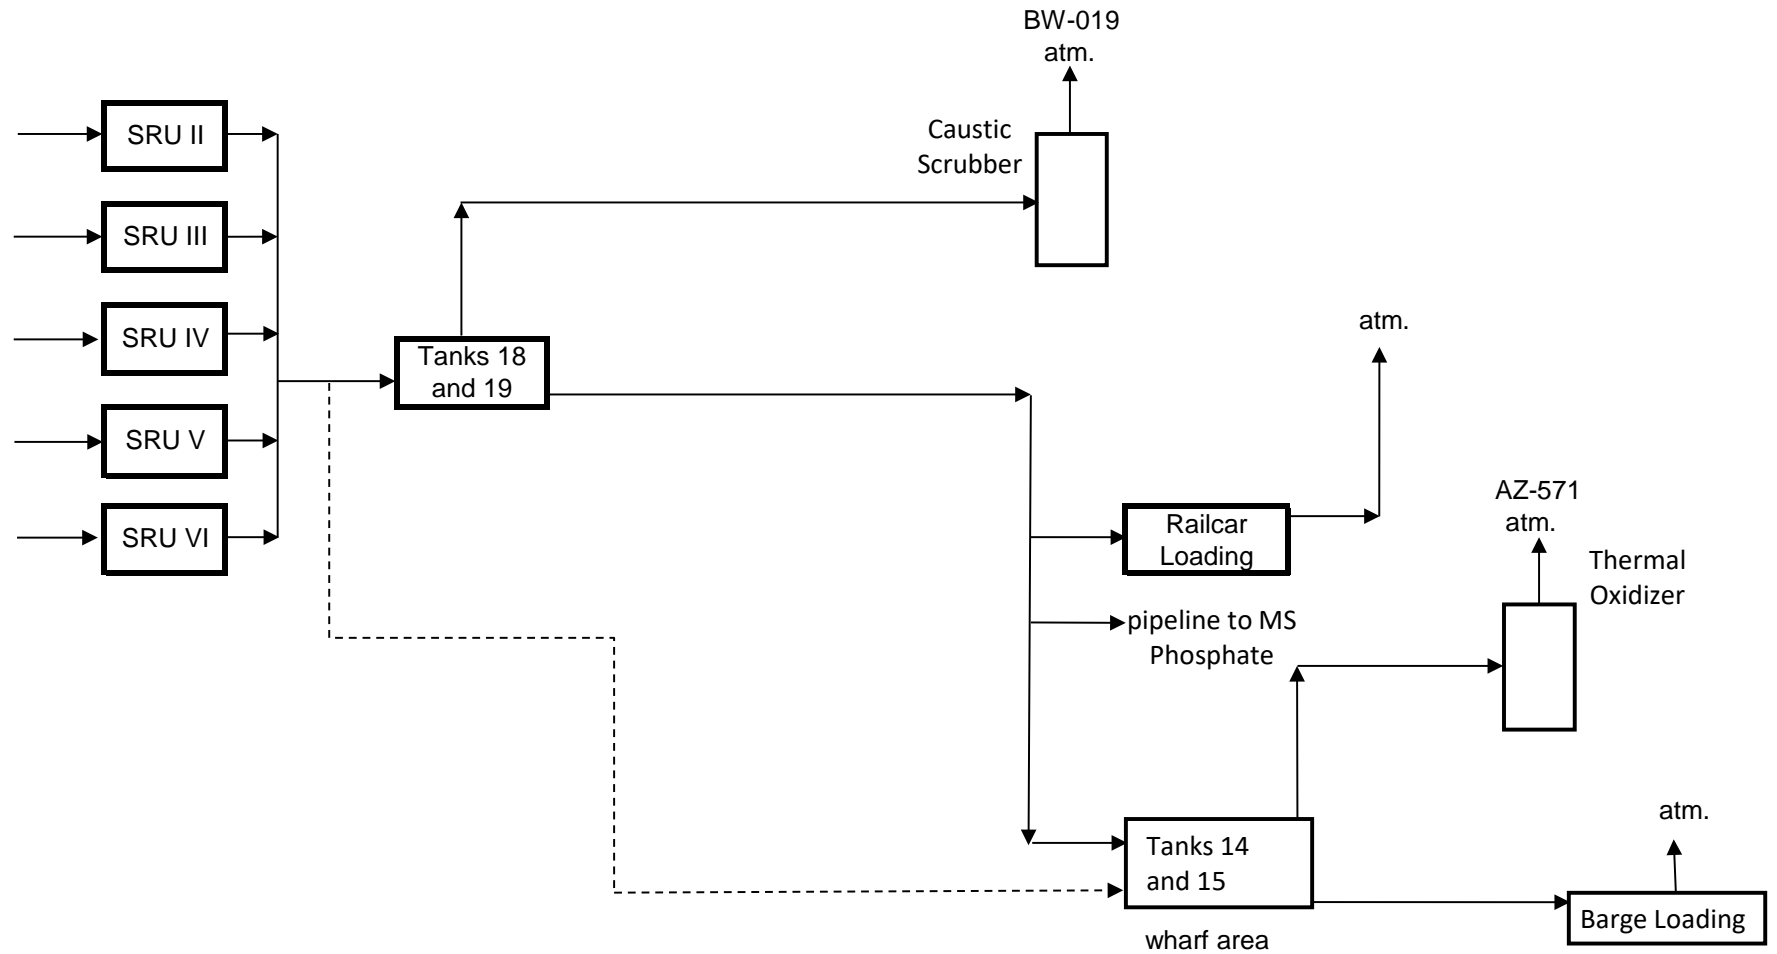 BW-019
atm.
Caustic
Scrubber
SRU II
SRU III
SRU IV
SRU V
SRU VI
Tanks 18
and 19
atm.
Railcar
Loading
pipeline to MS
Phosphate
AZ-571
atm.
Thermal
Oxidizer
Tanks 14
and 15
wharf area
atm.
Barge Loading